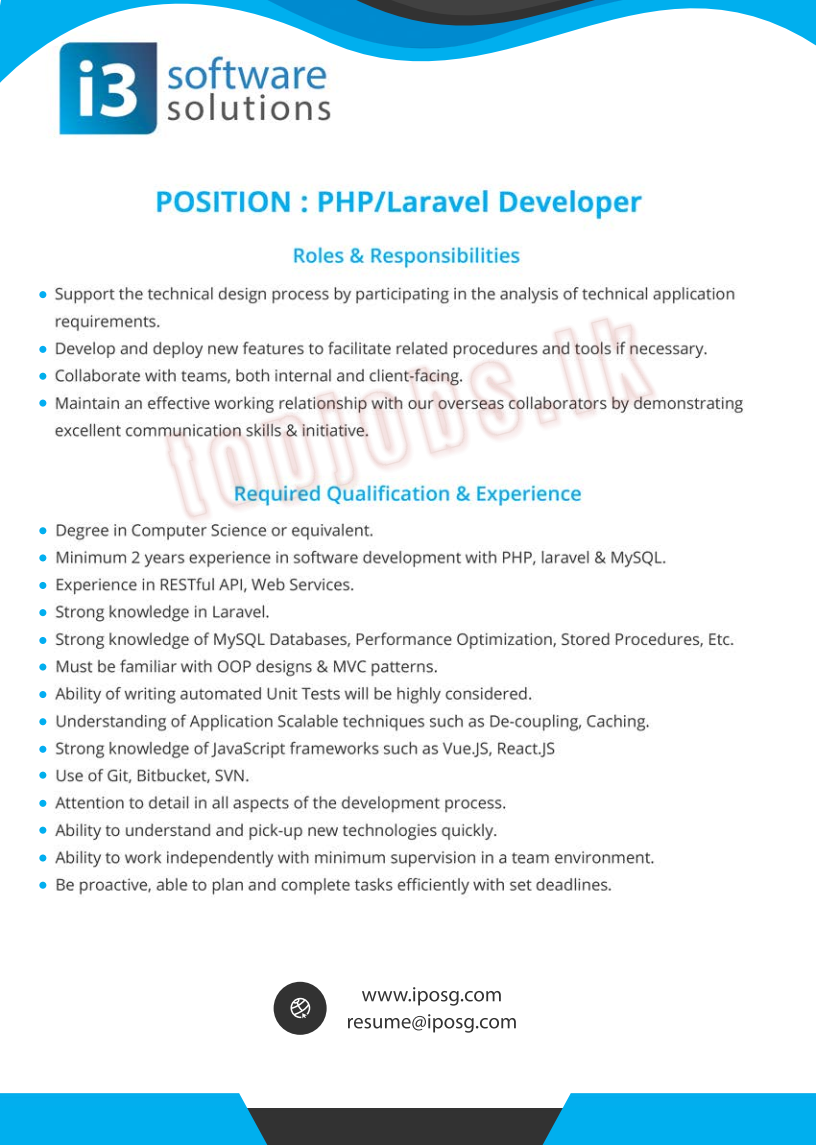 i3 software
solutions
POSITION : PHP/Laravel Developer
Roles & Responsibilities
Support the technical design process by participating in the analysis of technical application
requirements.
Develop and deploy new features to facilitate related procedures and tools if necessary.
Collaborate with teams, both internal and client-facing.
Maintain an effective working relationship with our overseas collaborators by demonstrating
excellent communication skills & initiative.
topjobs.lk
Required Qualification & Experience
Degree in Computer Science or equivalent.
Minimum 2 years experience in software development with PHP, laravel & MySQL.
Experience in RESTful API, Web Services.
Strong knowledge in Laravel.
Strong knowledge of MySQL Databases, Performance Optimization, Stored Procedures, Etc.
Must be familiar with OOP designs & MVC patterns.
Ability of writing automated Unit Tests will be highly considered.
Understanding of Application Scalable techniques such as De-coupling, Caching.
Strong knowledge of JavaScript frameworks such as Vue.JS, React.JS
Use of Git, Bitbucket, SVN.
Attention to detail in all aspects of the development process.
Ability to understand and pick-up new technologies quickly.
Ability to work independently with minimum supervision in a team environment.
Be proactive, able to plan and complete tasks efficiently with set deadlines.
www.iposg.com
resume@iposg.com